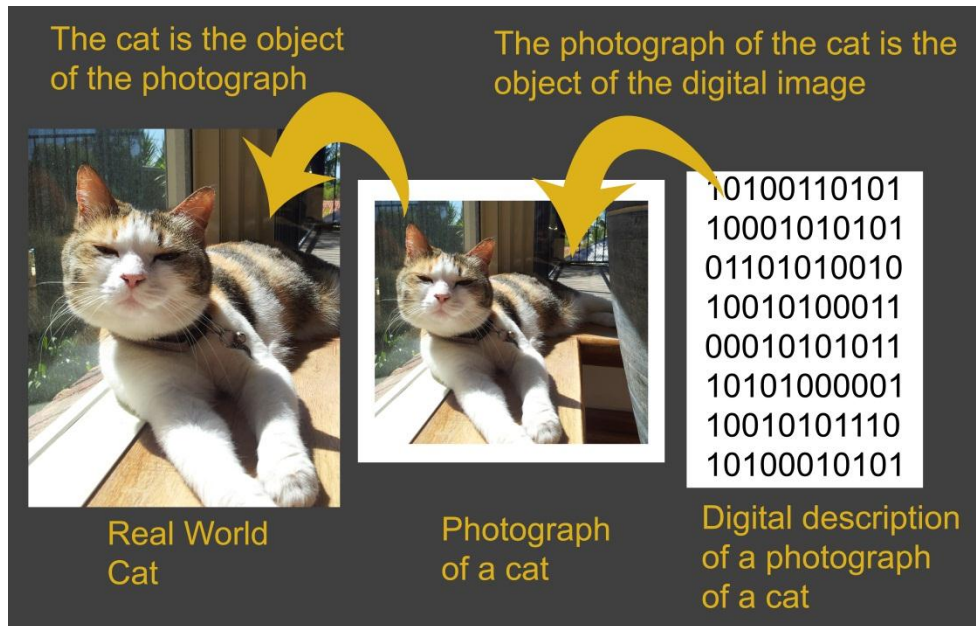 The cat is the object
of the photograph
The photograph of the cat is the
object of the digital image
10100110101
10001010101
01101010010
10010100011
00010101011
10101000001
10010101110
10100010101
Real World
Cat
Photograph
of a cat
Digital description
of a photograph
of a cat